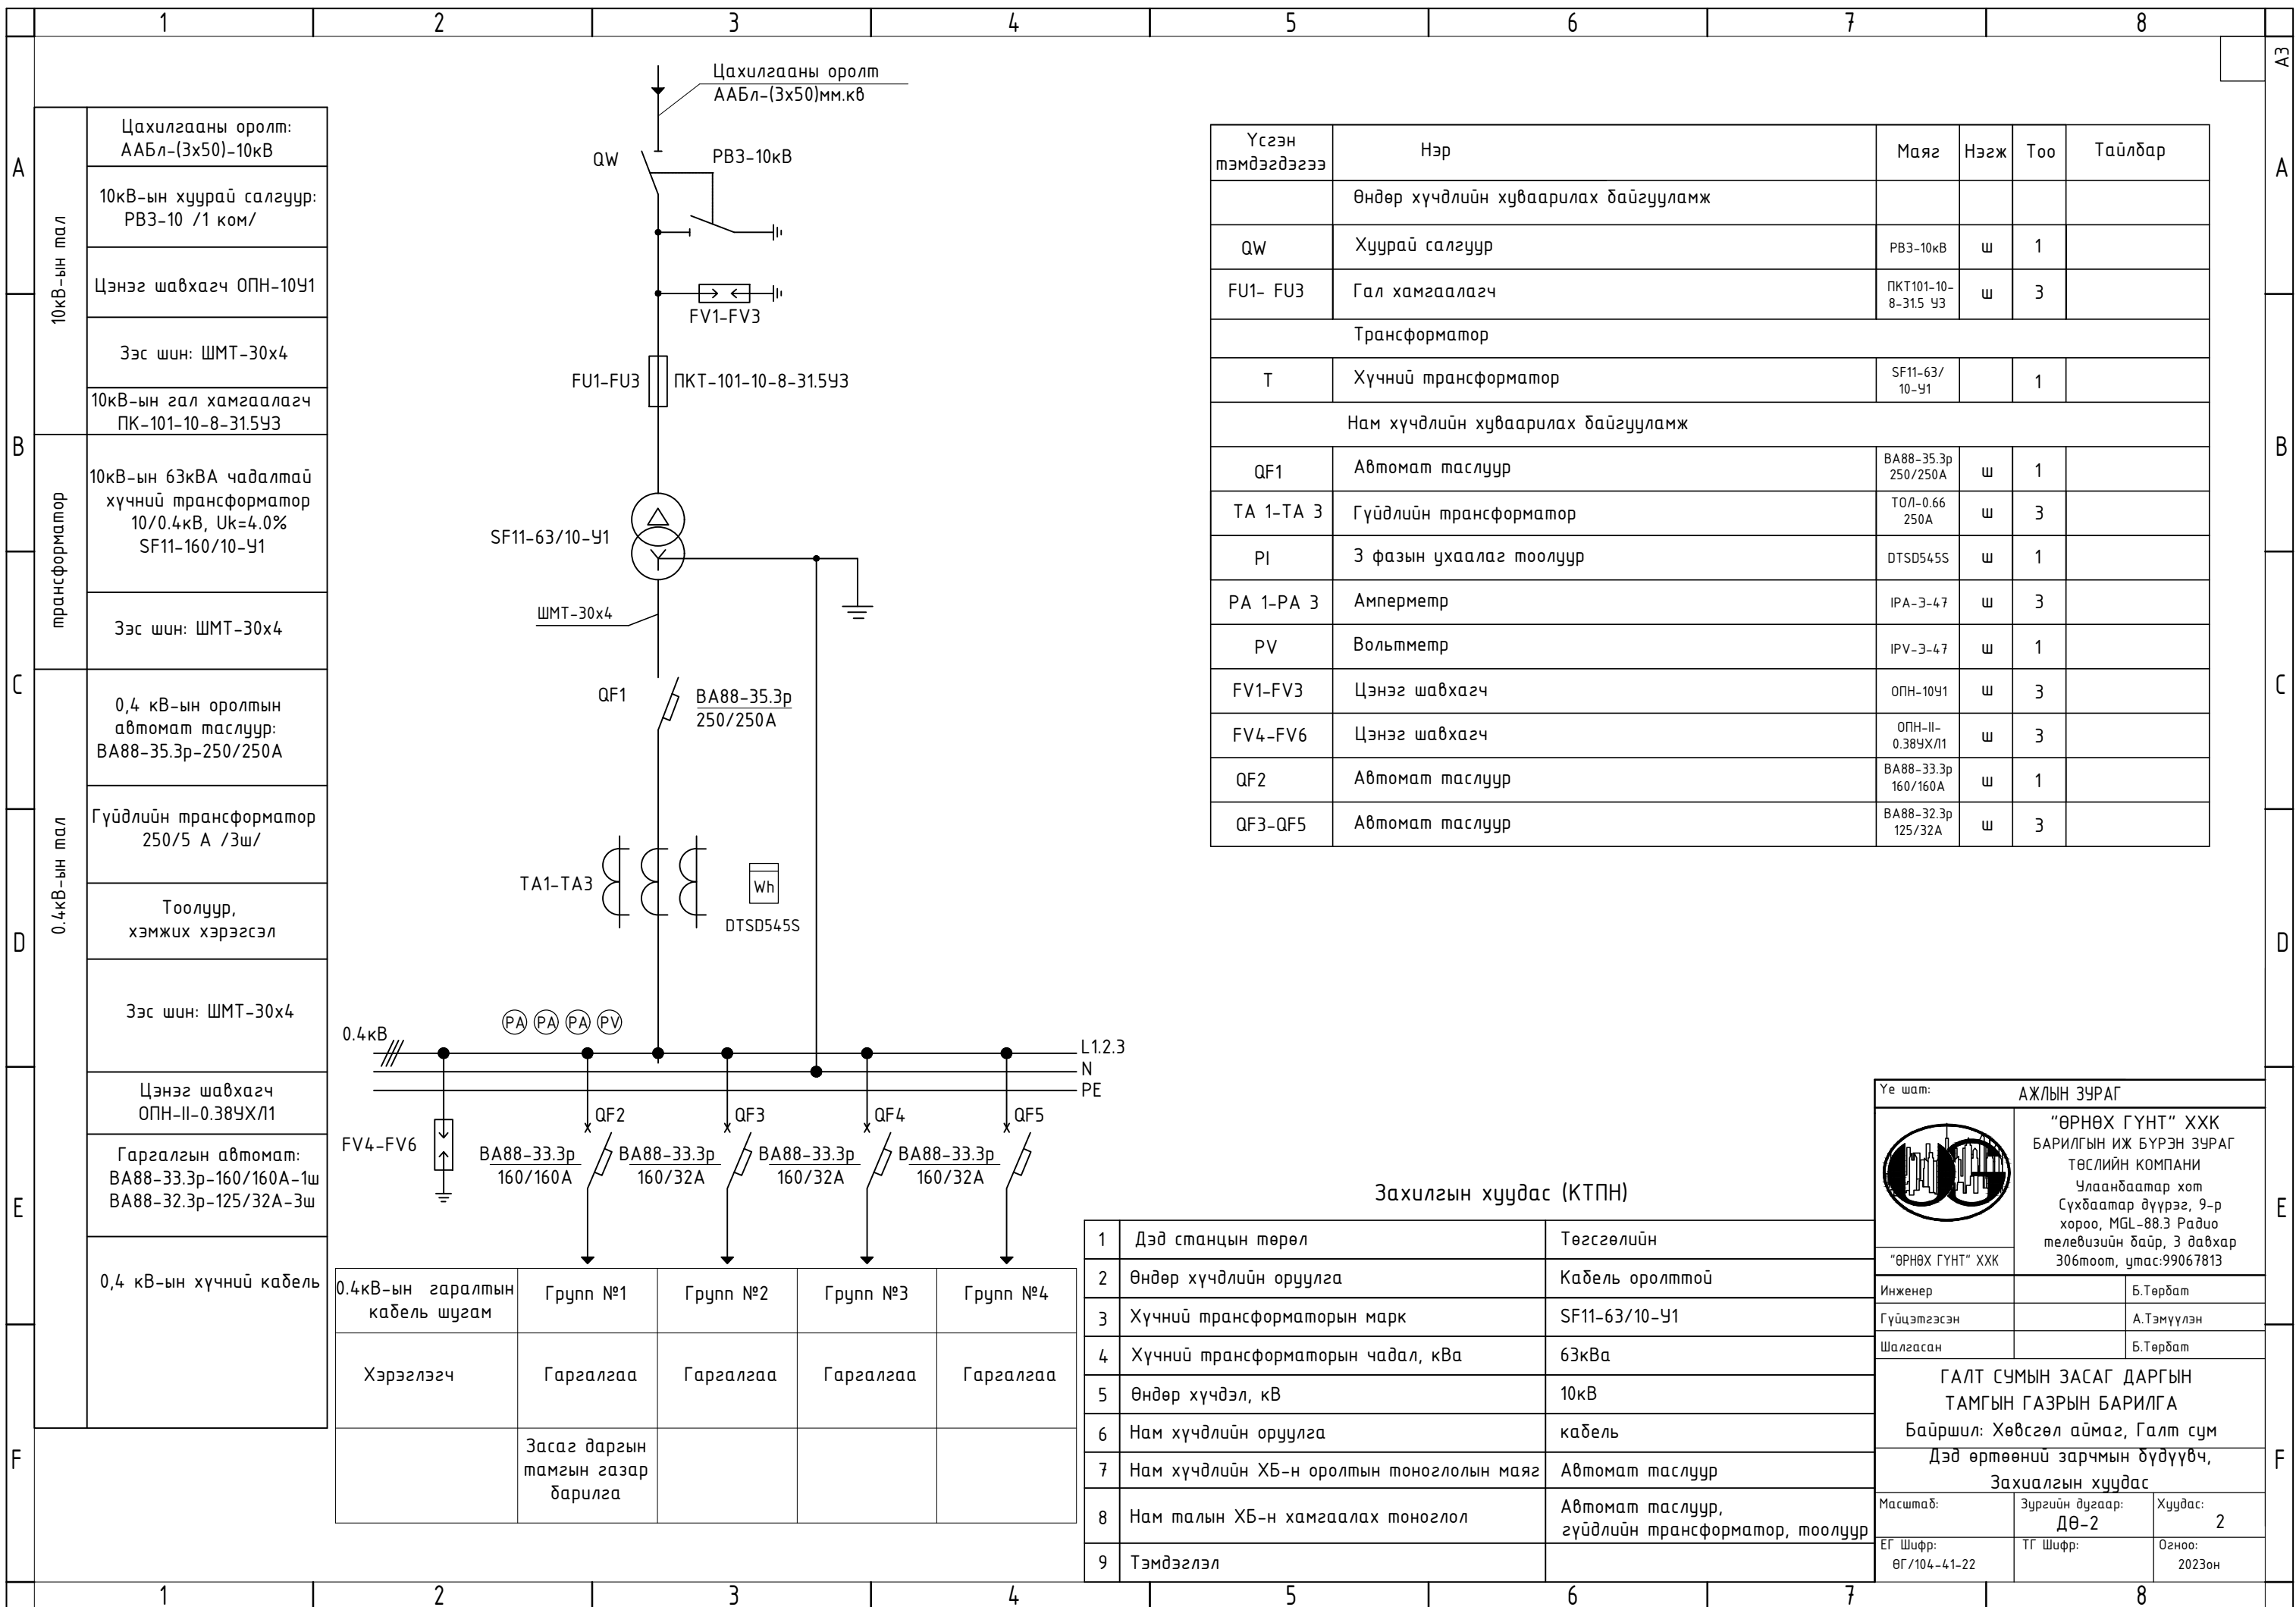 1 2 3 4 5 6 7 8
A3
A
B
C
D
E
F
10кВ-ын тал
Цахилгааны оролт:
ААБл-(3х50)-10кВ
10кВ-ын хуурай салгуур:
РВЗ-10 /1 ком/
Цэнэг шавхагч ОПН-10У1
Зэс шин: ШМТ-30х4
10кВ-ын гал хамгаалагч
ПК-101-10-8-31.5У3
трансформатор
10кВ-ын 63кВА чадалтай
хүчний трансформатор
10/0.4кВ, Uk=4.0%
SF11-160/10-У1
Зэс шин: ШМТ-30х4
0.4кВ-ын тал
0,4 кВ-ын оролтын
автомат таслуур:
ВА88-35.3р-250/250А
Гүйдлийн трансформатор
250/5 А /3ш/
Тоолуур,
хэмжих хэрэгсэл
Зэс шин: ШМТ-30х4
Цэнэг шавхагч
ОПН-II-0.38УХЛ1
Гаргалгын автомат:
ВА88-33.3р-160/160А-1ш
ВА88-32.3р-125/32А-3ш
0,4 кВ-ын хүчний кабель
Цахилгааны оролт
ААБл-(3х50)мм.кв
QW
РВЗ-10кВ
FV1-FV3
FU1-FU3
ПКТ-101-10-8-31.5У3
SF11-63/10-У1
ШМТ-30х4
QF1
ВА88-35.3р
250/250А
TA1-TA3
Wh
DTSD545S
PA PA PA PV
0.4кВ
L1.2.3
N
PE
FV4-FV6
QF2
ВА88-33.3р
160/160А
QF3
ВА88-33.3р
160/32А
QF4
ВА88-33.3р
160/32А
QF5
ВА88-33.3р
160/32А
0.4кВ-ын гаралтын
кабель шугам
Групп №1 Групп №2 Групп №3 Групп №4
Хэрэглэгч Гаргалгаа Гаргалгаа Гаргалгаа Гаргалгаа
Засаг даргын
тамгын газар
барилга
Үсгэн
тэмдэгдэгээ
Нэр Маяг Нэгж Тоо Тайлбар
Өндөр хүчдлийн хуваарилах байгууламж
QW Хуурай салгуур РВЗ-10кВ ш 1
FU1- FU3 Гал хамгаалагч ПКТ101-10-
8-31.5 У3 ш 3
Трансформатор
T Хүчний трансформатор SF11-63/
10-У1 1
Нам хүчдлийн хуваарилах байгууламж
QF1 Автомат таслуур ВА88-35.3р
250/250А ш 1
TA 1-TA 3 Гүйдлийн трансформатор ТОЛ-0.66
250А ш 3
PI 3 фазын ухаалаг тоолуур DTSD545S ш 1
PA 1-PA 3 Амперметр IPA-Э-47 ш 3
PV Вольтметр IPV-Э-47 ш 1
FV1-FV3 Цэнэг шавхагч ОПН-10У1 ш 3
FV4-FV6 Цэнэг шавхагч ОПН-II-
0.38УХЛ1 ш 3
QF2 Автомат таслуур ВА88-33.3р
160/160А ш 1
QF3-QF5 Автомат таслуур ВА88-32.3р
125/32А ш 3
Захилгын хуудас (КТПН)
1 Дэд станцын төрөл Төгсгөлийн
2 Өндөр хүчдлийн оруулга Кабель оролттой
3 Хүчний трансформаторын марк SF11-63/10-У1
4 Хүчний трансформаторын чадал, кВа 63кВа
5 Өндөр хүчдэл, кВ 10кВ
6 Нам хүчдлийн оруулга кабель
7 Нам хүчдлийн ХБ-н оролтын тоноглолын маяг Автомат таслуур
8 Нам талын ХБ-н хамгаалах тоноглол Автомат таслуур,
гүйдлийн трансформатор, тоолуур
9 Тэмдэглэл
Үе шат: АЖЛЫН ЗУРАГ
"ӨРНӨХ ГҮНТ" ХХК
"ӨРНӨХ ГҮНТ" ХХК
БАРИЛГЫН ИЖ БҮРЭН ЗУРАГ
ТӨСЛИЙН КОМПАНИ
Улаанбаатар хот
Сүхбаатар дүүрэг, 9-р
хороо, MGL-88.3 Радио
телевизийн байр, 3 давхар
306тоот, утас:99067813
Инженер Б.Төрбат
Гүйцэтгэсэн А.Тэмүүлэн
Шалгасан Б.Төрбат
ГАЛТ СУМЫН ЗАСАГ ДАРГЫН
ТАМГЫН ГАЗРЫН БАРИЛГА
Байршил: Хөвсгөл аймаг, Галт сум
Дэд өртөөний зарчмын бүдүүвч,
Захиалгын хуудас
Масштаб: Зургийн дугаар: Хуудас:
ДӨ-2 2
ЕГ Шифр: ТГ Шифр: Огноо:
ӨГ/104-41-22 2023он
A
B
C
D
E
F
1 2 3 4 5 6 7 8